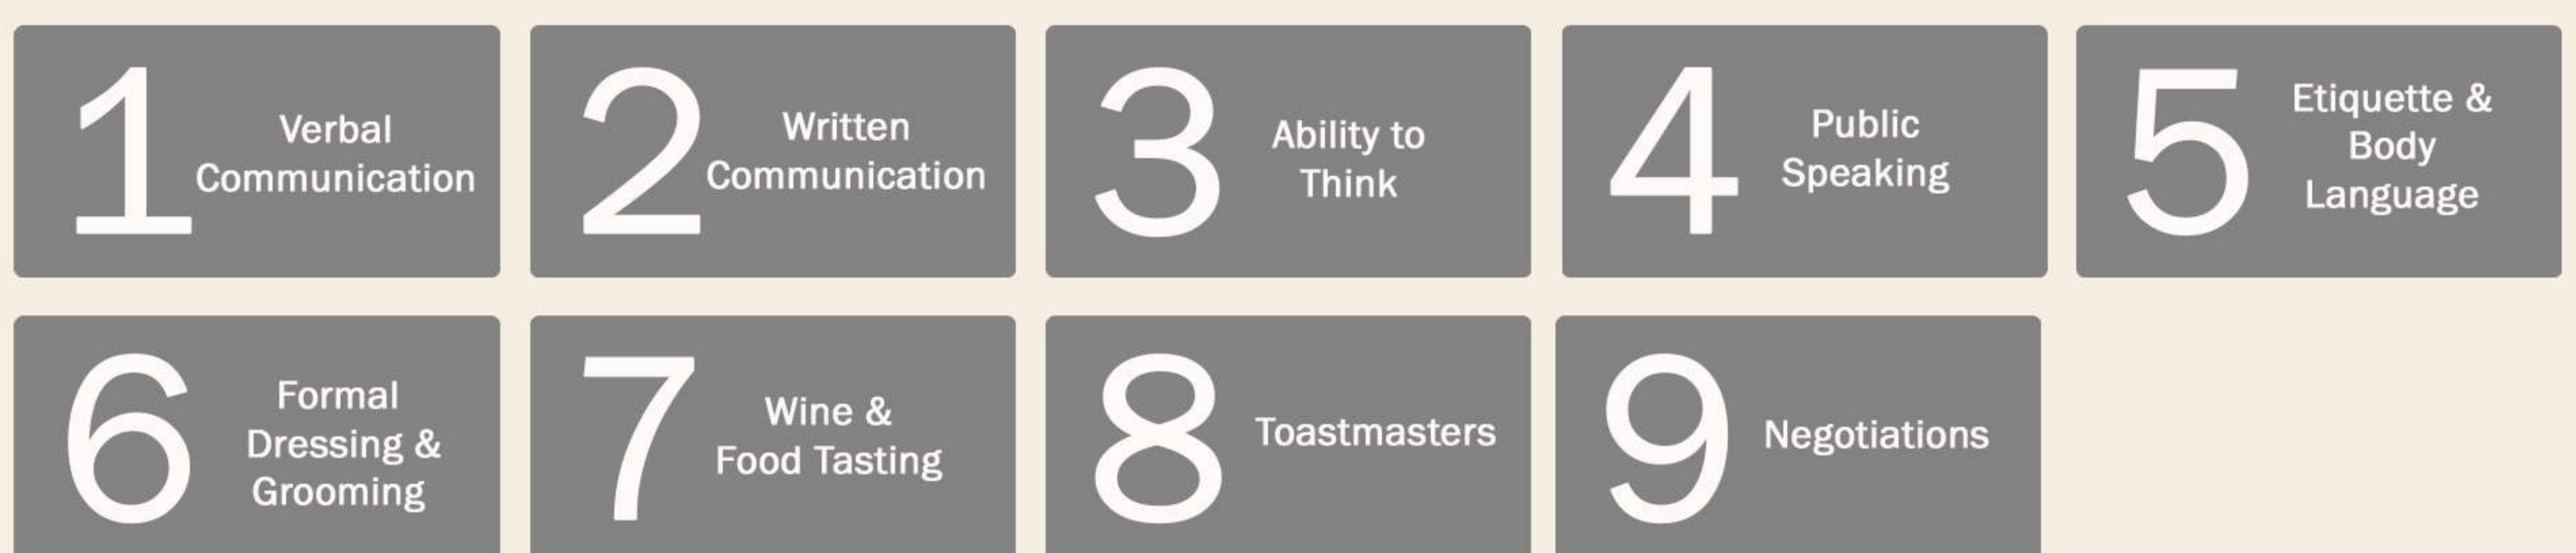 1
Verbal
Communication
2
Written
Communication
3
Ability to
Think
4
Public
Speaking
5
Etiquette &
Body
Language
6
Formal
Dressing &
Grooming
7
Wine &
Food Tasting
8
Toastmasters
9
Negotiations